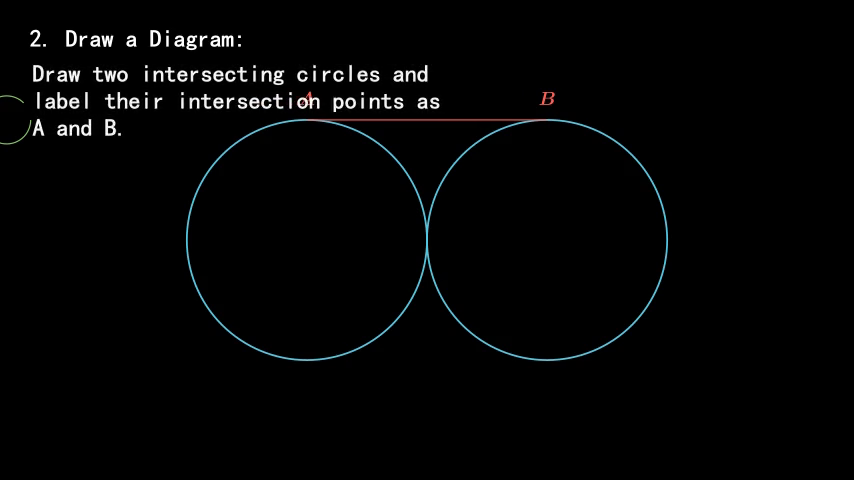 2. Draw a Diagram:
Draw two intersecting circles and
label their intersection points as
A and B.
A
B